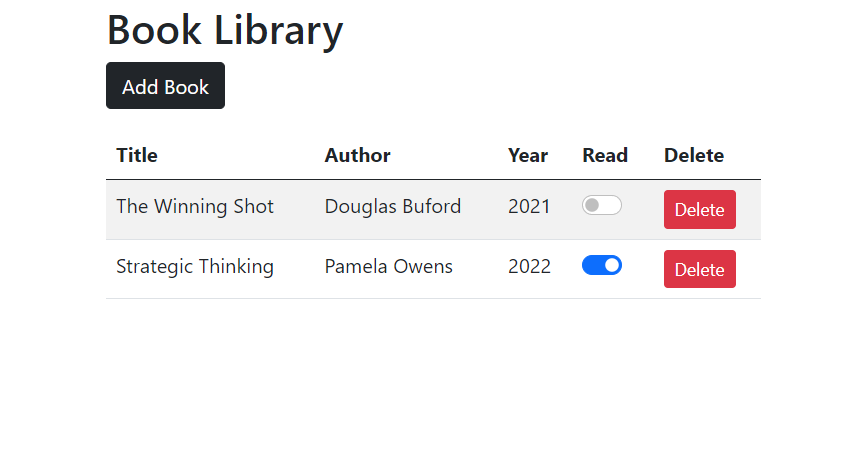 Book Library
Add Book
Title Author Year Read Delete
The Winning Shot Douglas Buford 2021 Delete
Strategic Thinking Pamela Owens 2022 Delete